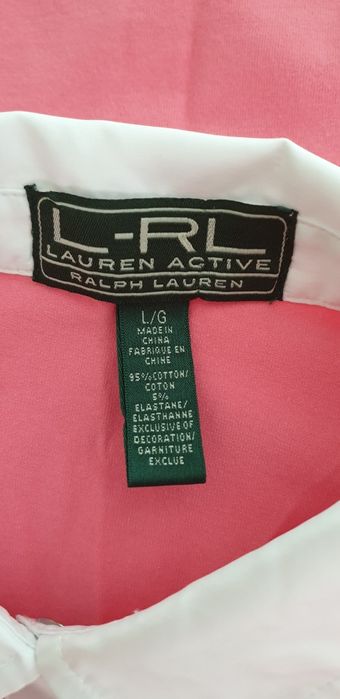 L-RL
LAUREN ACTIVE
RALPH LAUREN
L/G
MADE IN
CHINA
FABRIQUE EN
CHINE
95% COTTON/
COTON
5%
ELASTANE/
ELASTHANNE
EXCLUSIVE OF
DECORATION/
GARNITURE
EXCLUE